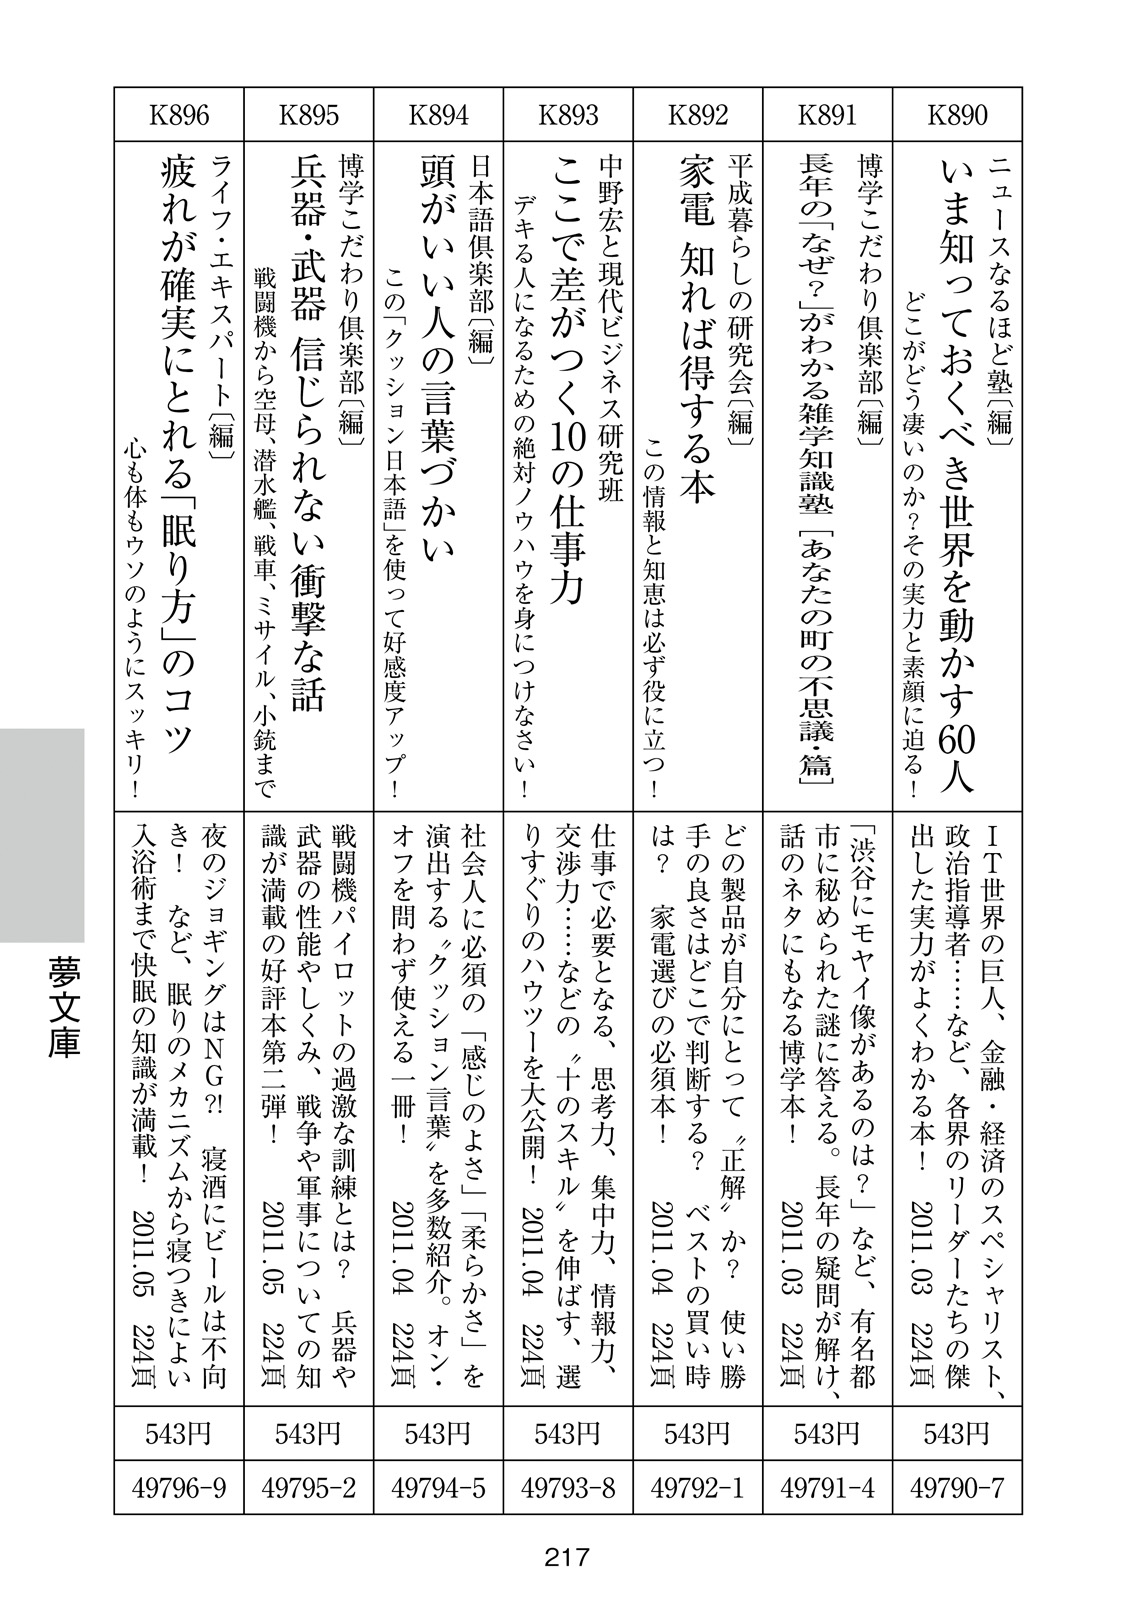 K890
ニュースなるほど塾〔編〕
いま知っておくべき世界を動かす60人
どこがどう凄いのか？その実力と素顔に迫る！
ＩＴ世界の巨人、金融・経済のスペシャリスト、
政治指導者……など、各界のリーダーたちの傑
出した実力がよくわかる本！　2011.03　224頁
543円
49790-7
K891
博学こだわり倶楽部〔編〕
長年の「なぜ？」がわかる雑学知識塾［あなたの町の不思議・篇］
「渋谷にモヤイ像があるのは？」など、有名都
市に秘められた謎に答える。長年の疑問が解け、
話のネタにもなる博学本！　2011.03　224頁
543円
49791-4
K892
平成暮らしの研究会〔編〕
家電 知れば得する本
この情報と知恵は必ず役に立つ！
どの製品が自分にとって〝正解〟か？　使い勝
手の良さはどこで判断する？　ベストの買い時
は？　家電選びの必須本！　2011.04　224頁
543円
49792-1
K893
中野宏と現代ビジネス研究班
ここで差がつく10の仕事力
デキる人になるための絶対ノウハウを身につけなさい！
仕事で必要となる、思考力、集中力、情報力、
交渉力……などの〝十のスキル〟を伸ばす、選
りすぐりのハウツーを大公開！　2011.04　224頁
543円
49793-8
K894
日本語倶楽部〔編〕
頭がいい人の言葉づかい
この「クッション日本語」を使って好感度アップ！
社会人に必須の「感じのよさ」「柔らかさ」を
演出する〝クッション言葉〟を多数紹介。オン・
オフを問わず使える一冊！　2011.04　224頁
543円
49794-5
K895
博学こだわり倶楽部〔編〕
兵器・武器 信じられない衝撃な話
戦闘機から空母、潜水艦、戦車、ミサイル、小銃まで
戦闘機パイロットの過激な訓練とは？　兵器や
武器の性能やしくみ、戦争や軍事についての知
識が満載の好評本第二弾！　2011.05　224頁
543円
49795-2
K896
ライフ・エキスパート〔編〕
疲れが確実にとれる「眠り方」のコツ
心も体もウソのようにスッキリ！
夜のジョギングはＮＧ⁈　寝酒にビールは不向
き！　など、眠りのメカニズムから寝つきによい
入浴術まで快眠の知識が満載！　2011.05　224頁
543円
49796-9
夢文庫
217